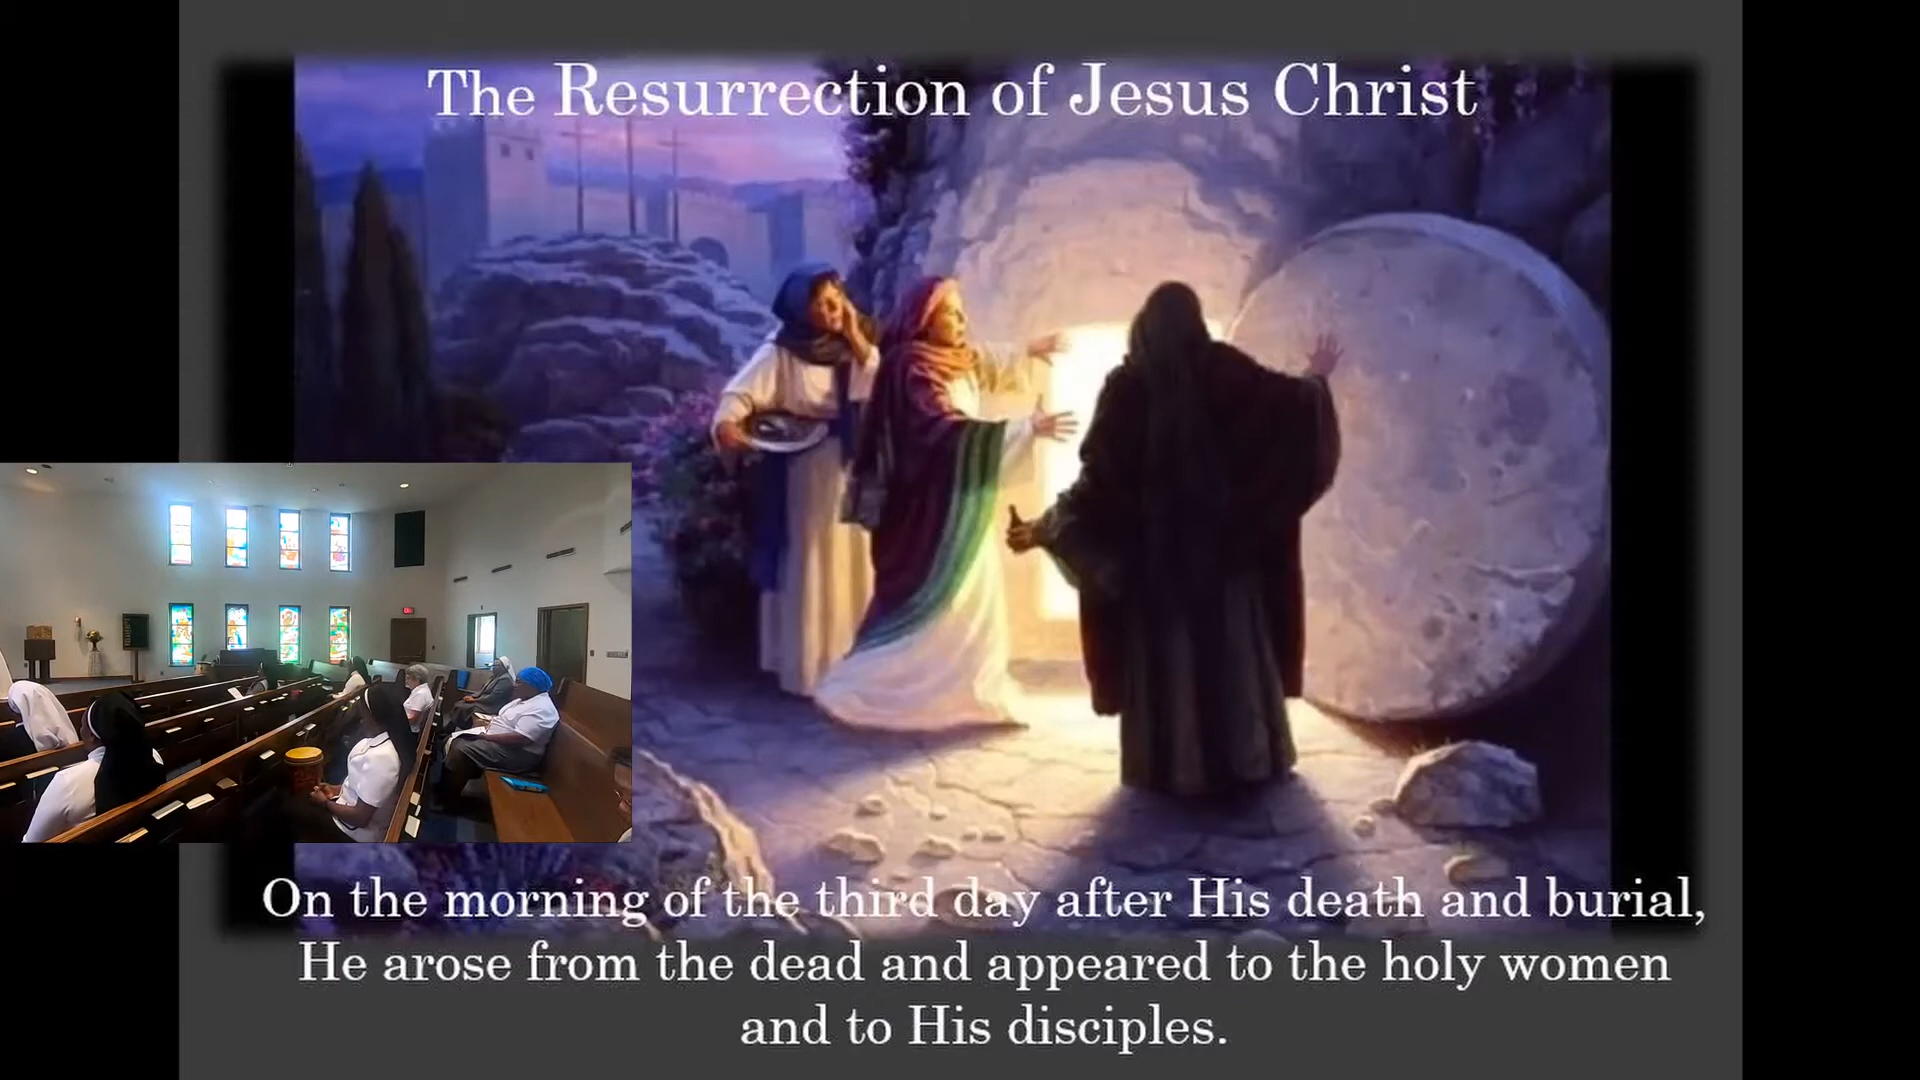 The Resurrection of Jesus Christ
On the morning of the third day after His death and burial,
He arose from the dead and appeared to the holy women
and to His disciples.